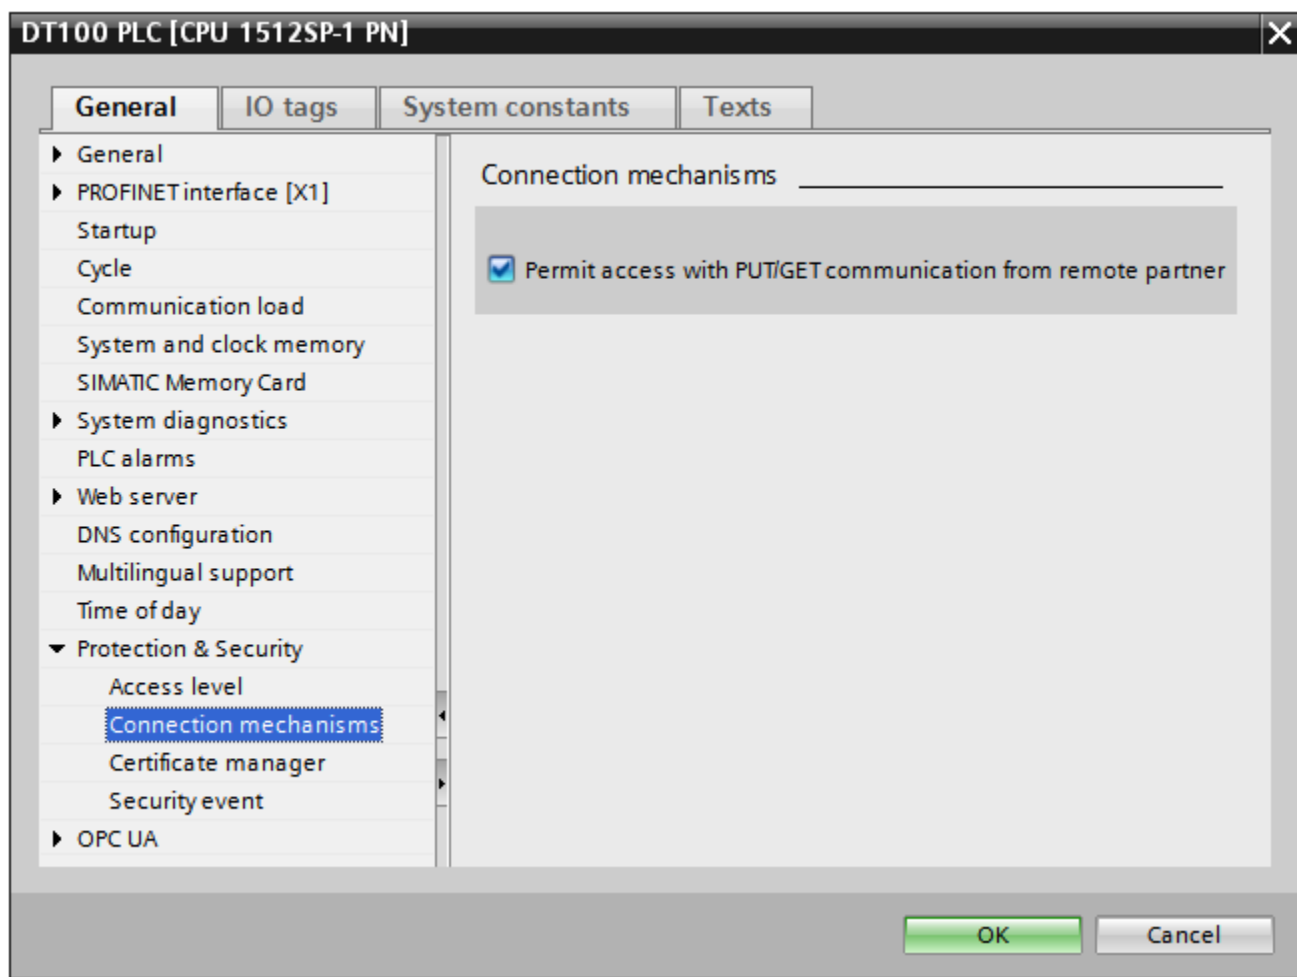 DT100 PLC [CPU 1512SP-1 PN]
General
IO tags
System constants
Texts
General
PROFINET interface [X1]
Startup
Cycle
Communication load
System and clock memory
SIMATIC Memory Card
System diagnostics
PLC alarms
Web server
DNS configuration
Multilingual support
Time of day
Protection & Security
Access level
Connection mechanisms
Certificate manager
Security event
OPC UA
Connection mechanisms
Permit access with PUT/GET communication from remote partner
OK
Cancel